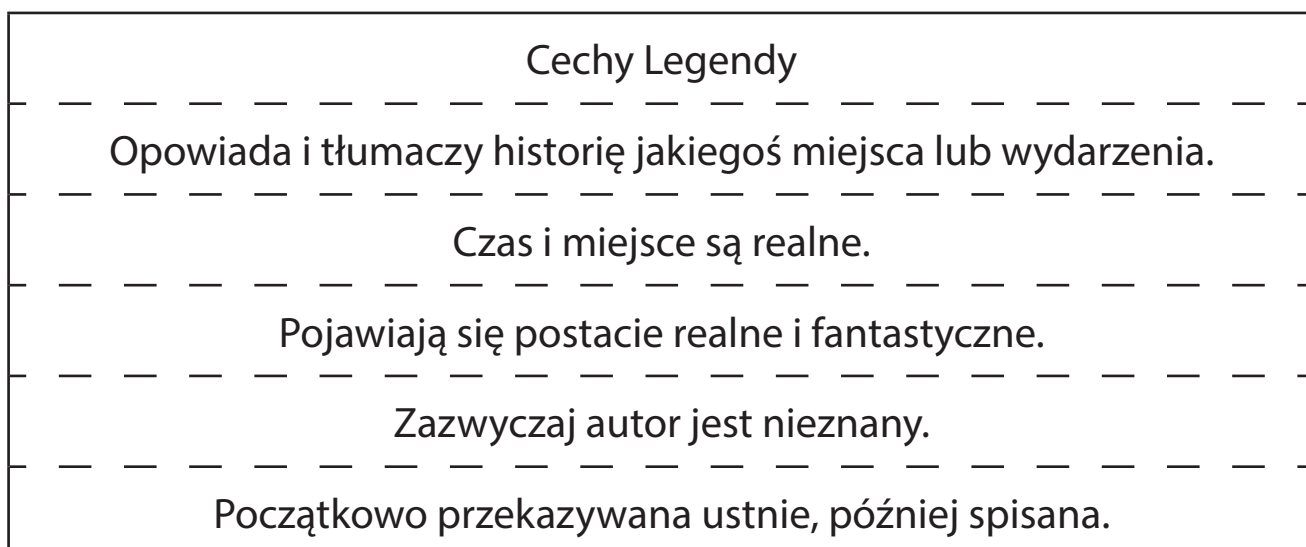 Cechy Legendy
Opowiada i tłumaczy historię jakiegoś miejsca lub wydarzenia.
Czas i miejsce są realne.
Pojawiają się postacie realne i fantastyczne.
Zazwyczaj autor jest nieznany.
Początkowo przekazywana ustnie, później spisana.